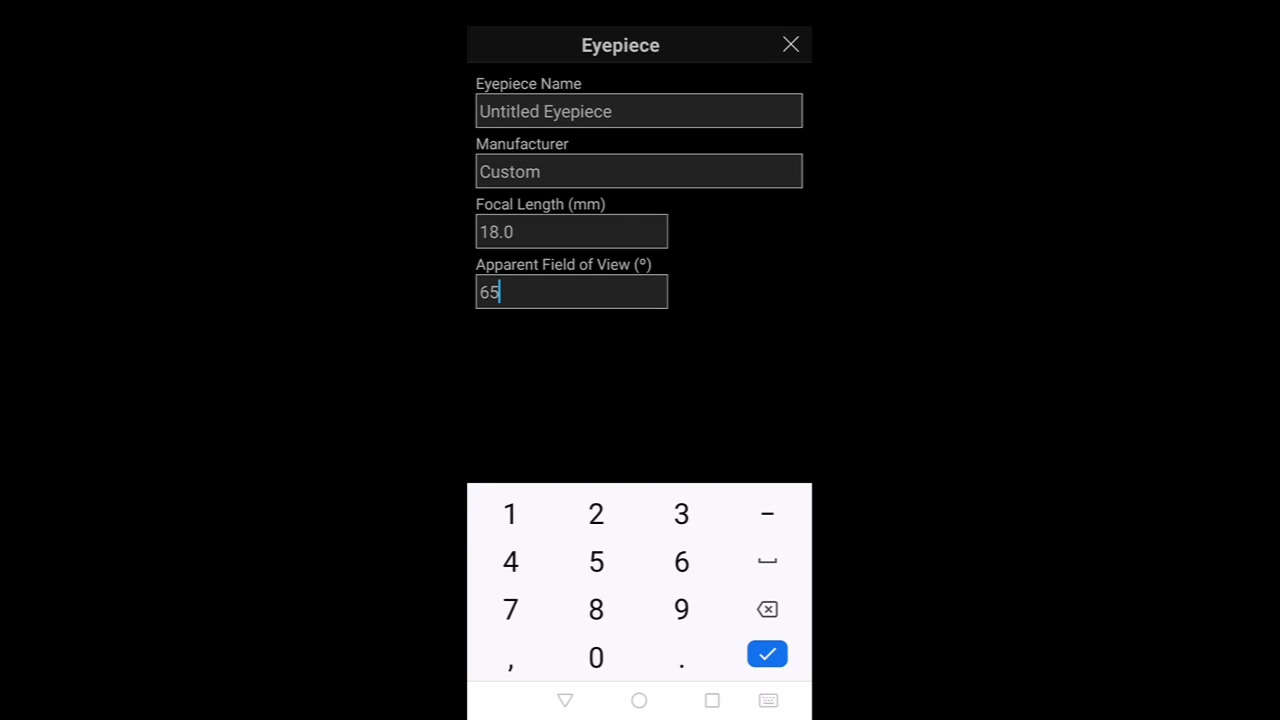 Eyepiece
Eyepiece Name
Untitled Eyepiece
Manufacturer
Custom
Focal Length (mm)
18.0
Apparent Field of View (º)
65
1 2 3 –
4 5 6
7 8 9
, 0 .